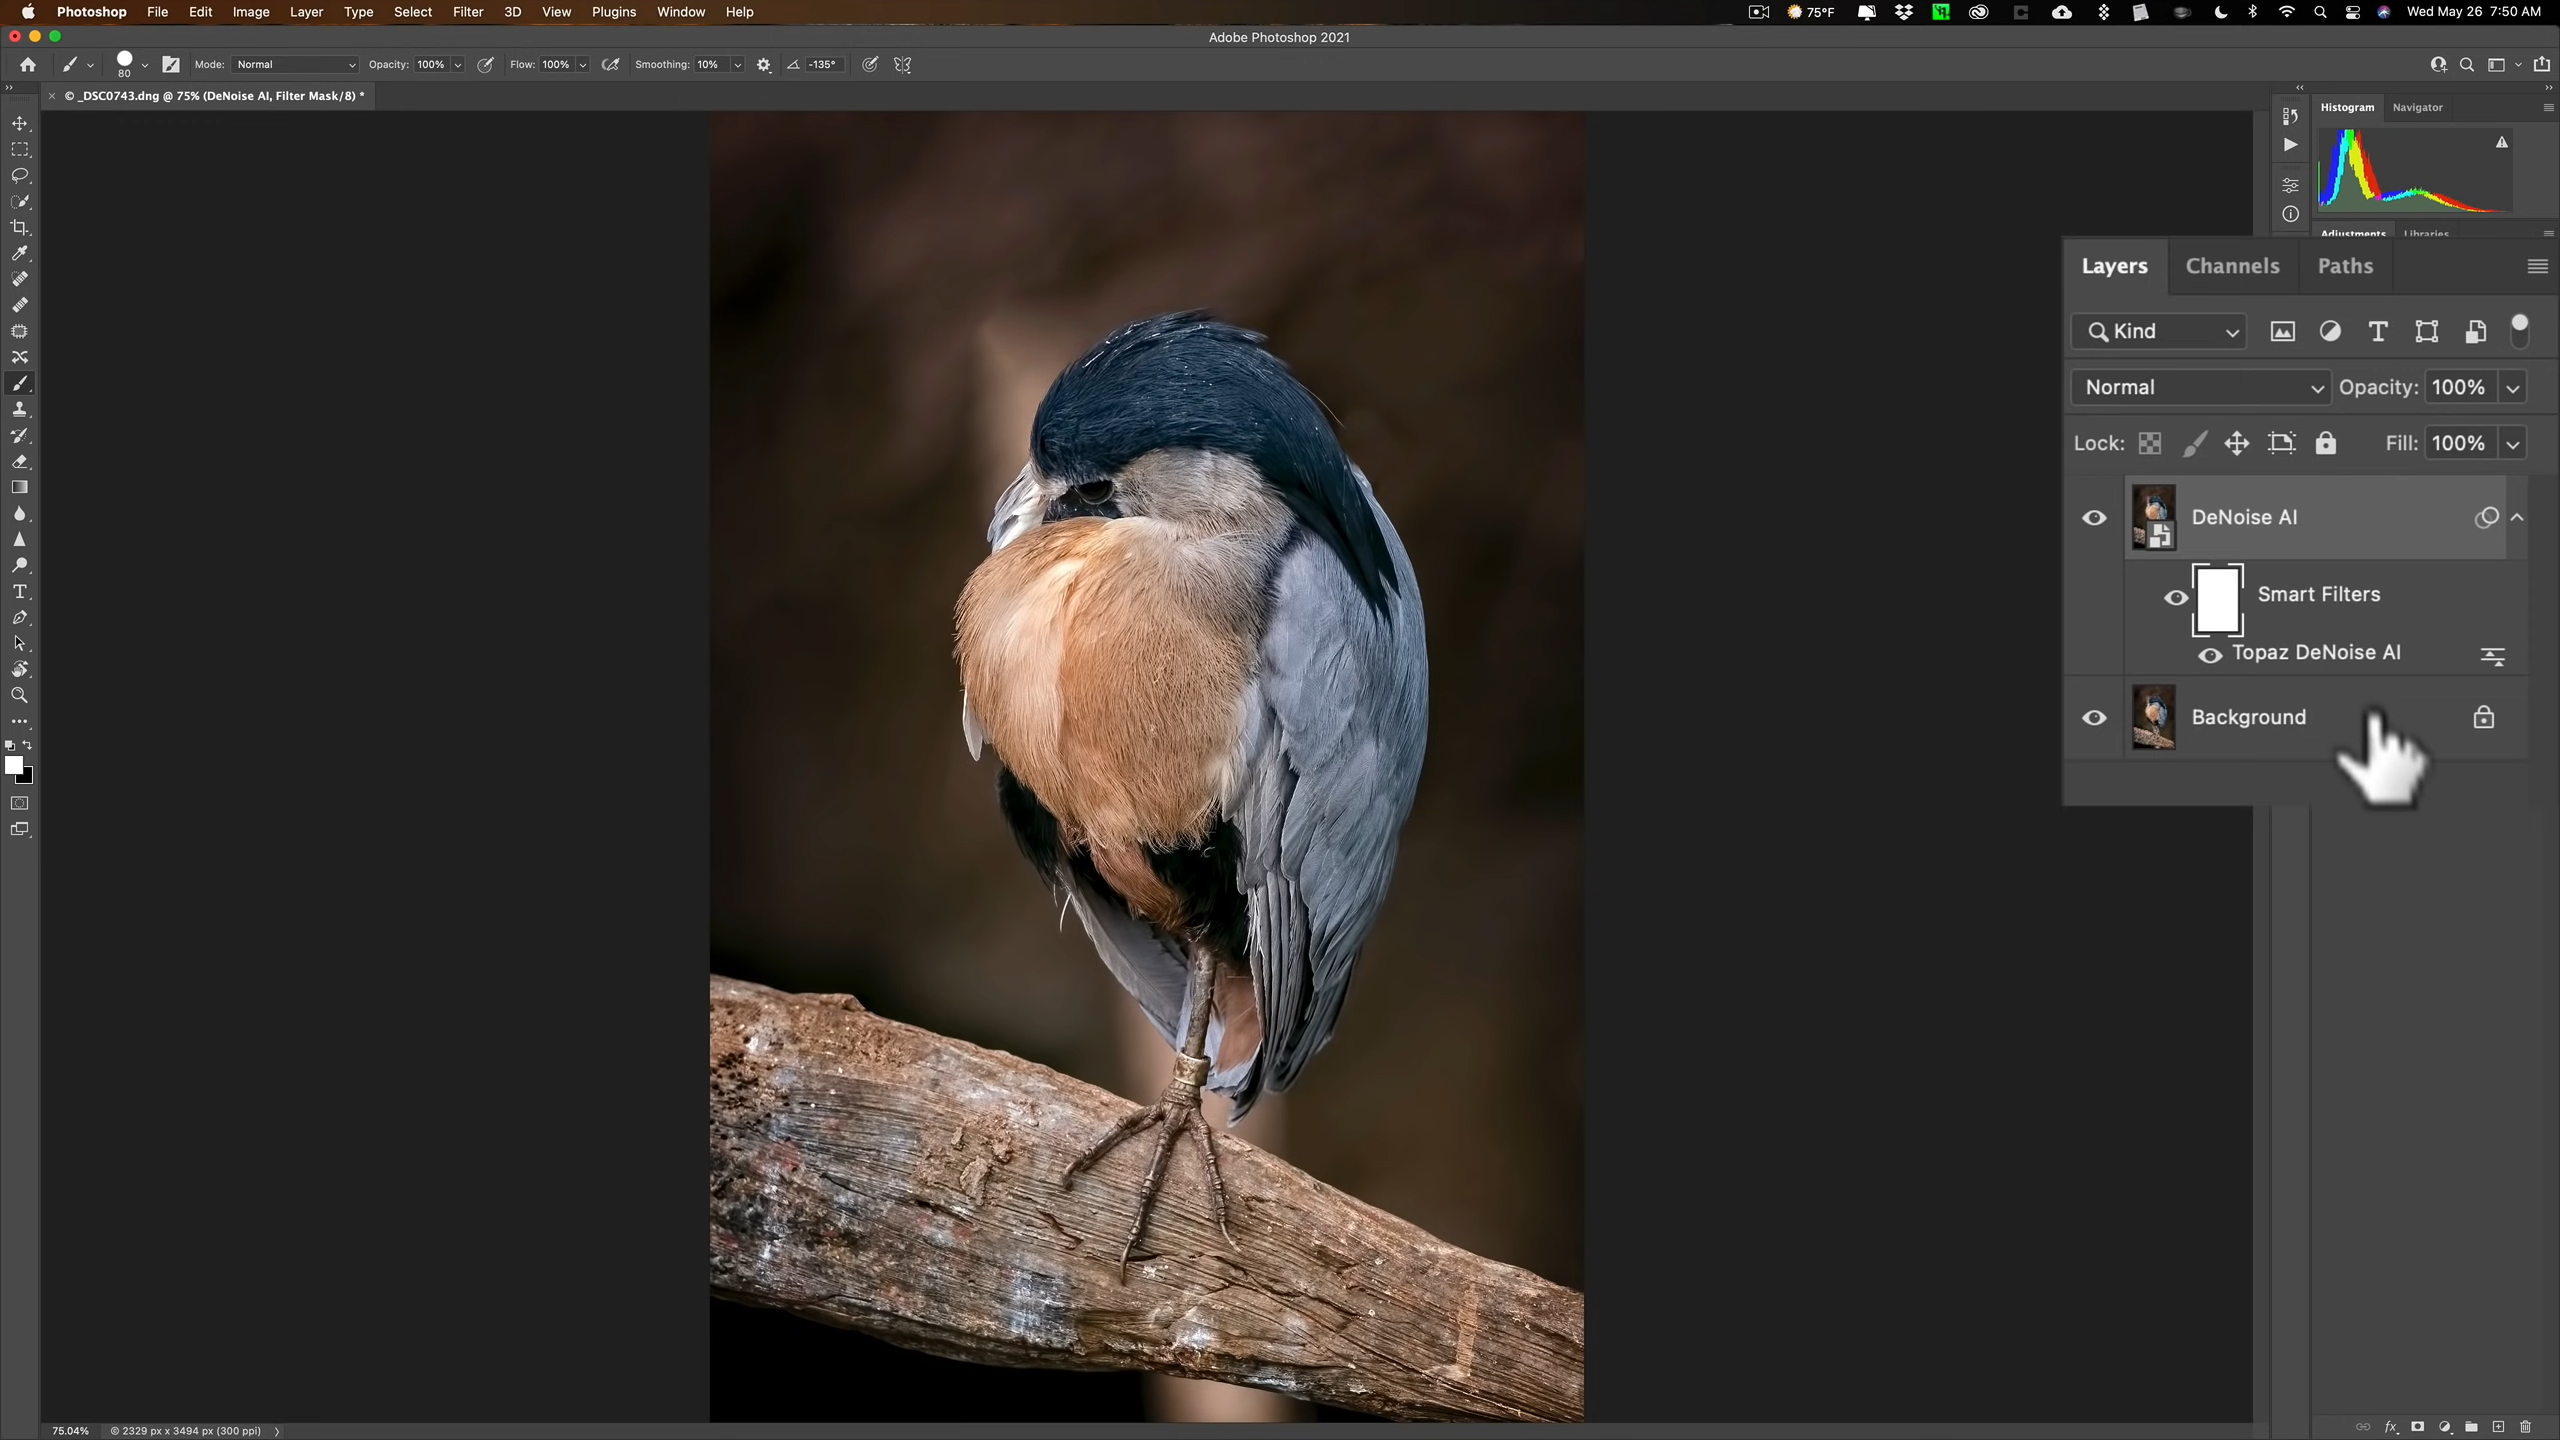 Photoshop File Edit Image Layer Type Select Filter 3D View Plugins Window Help 75°F Wed May 26 7:50 AM
Adobe Photoshop 2021
80 Mode: Normal Opacity: 100% Flow: 100% Smoothing: 10% -135°
© _DSC0743.dng @ 75% (DeNoise AI, Filter Mask/8) *
Histogram Navigator
Adjustments Libraries
Layers Channels Paths
Kind
Normal Opacity: 100%
Lock: Fill: 100%
DeNoise AI
Smart Filters
Topaz DeNoise AI
Background
75.04% © 2329 px x 3494 px (300 ppi)